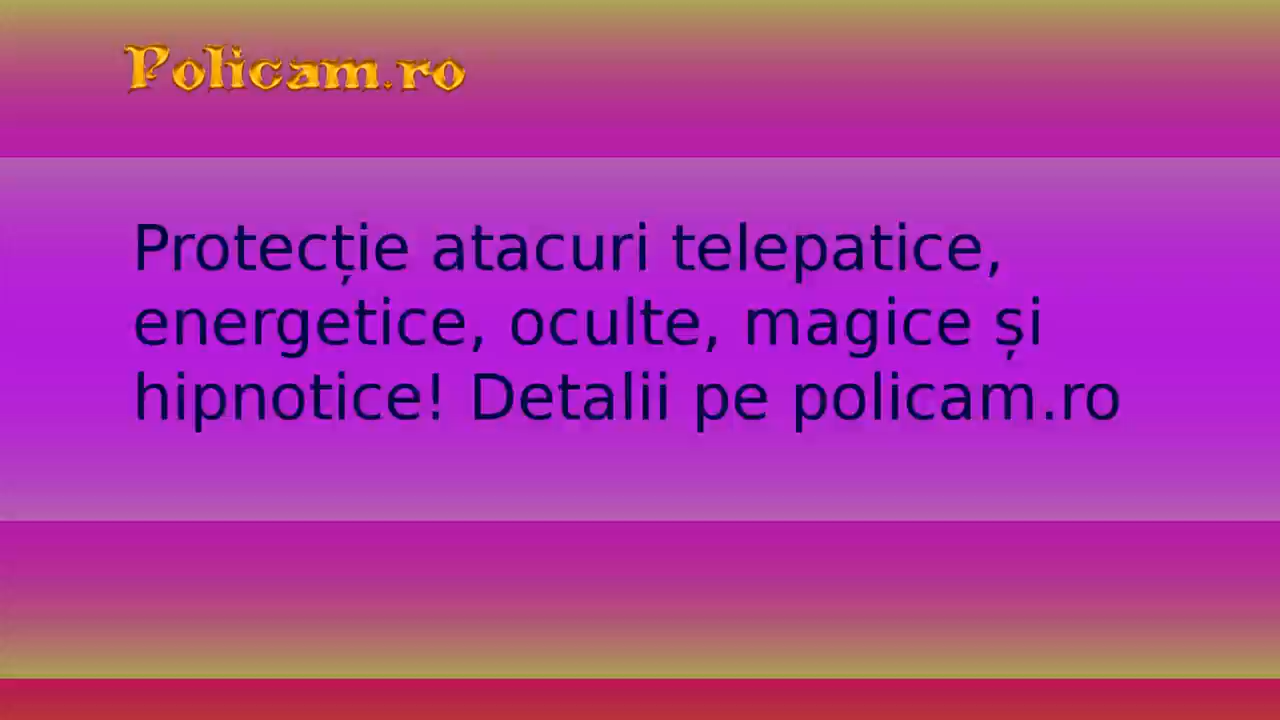 Policam.ro
Protecție atacuri telepatice,
energetice, oculte, magice și
hipnotice! Detalii pe policam.ro